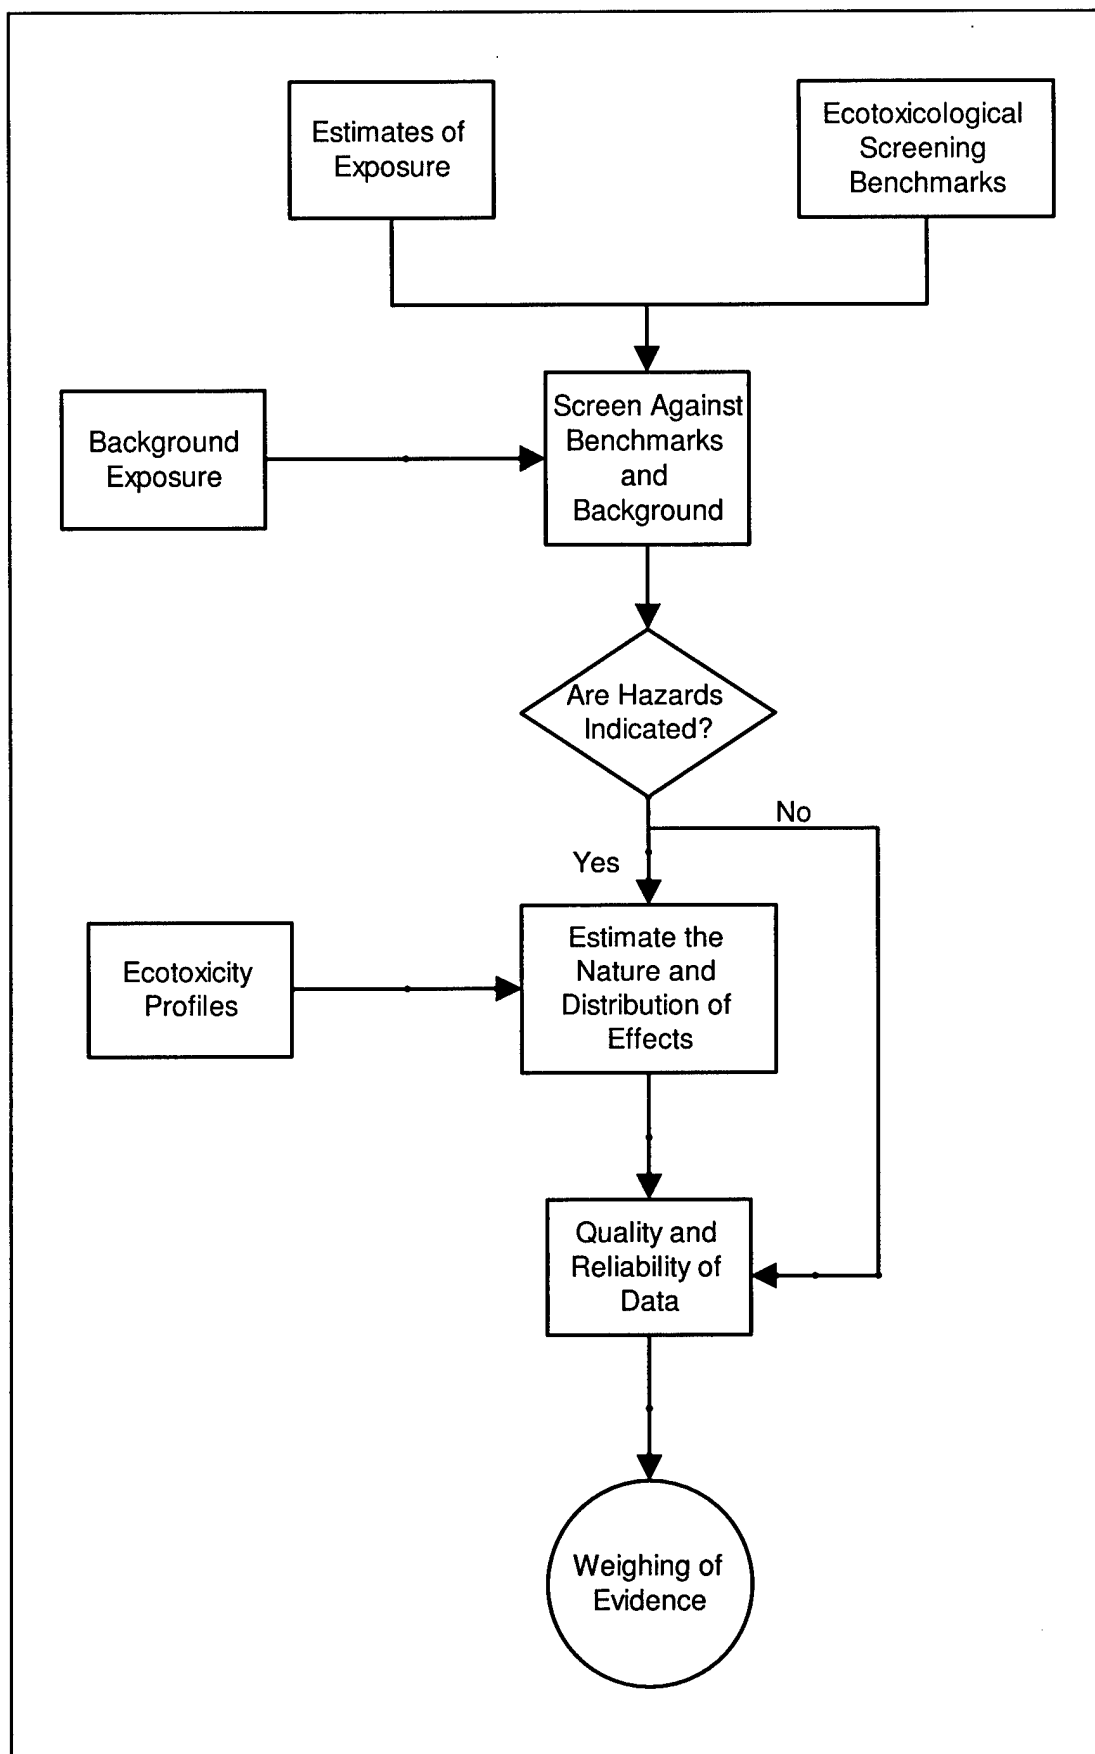 Estimates of
Exposure
Ecotoxicological
Screening
Benchmarks
Background
Exposure
Screen Against
Benchmarks
and
Background
Are Hazards
Indicated?
No
Yes
Ecotoxicity
Profiles
Estimate the
Nature and
Distribution of
Effects
Quality and
Reliability of
Data
Weighing of
Evidence